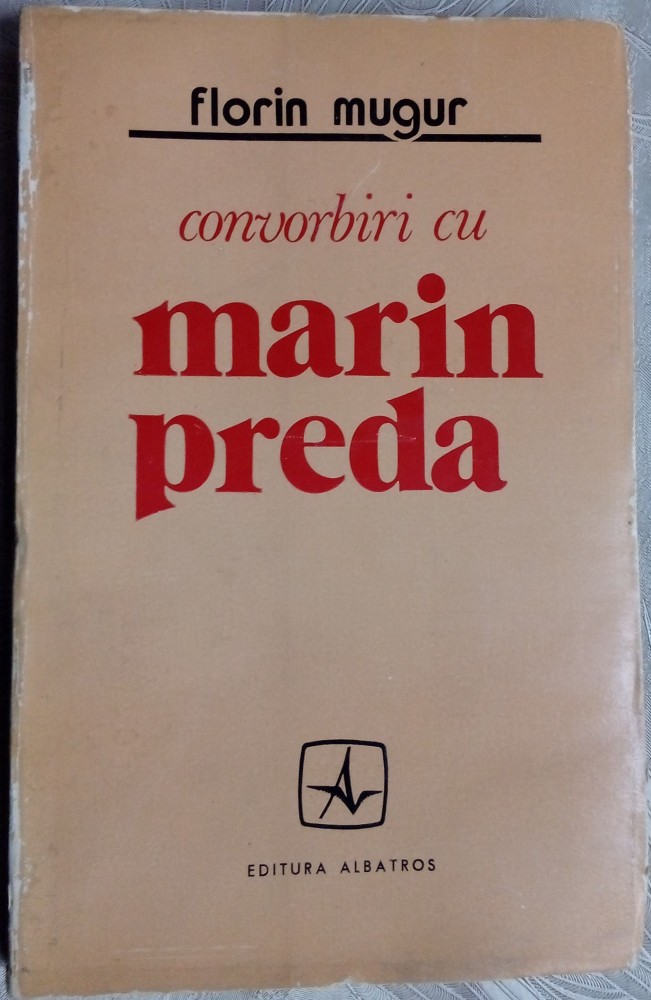 florin mugur
convorbiri cu
marin
preda
EDITURA ALBATROS